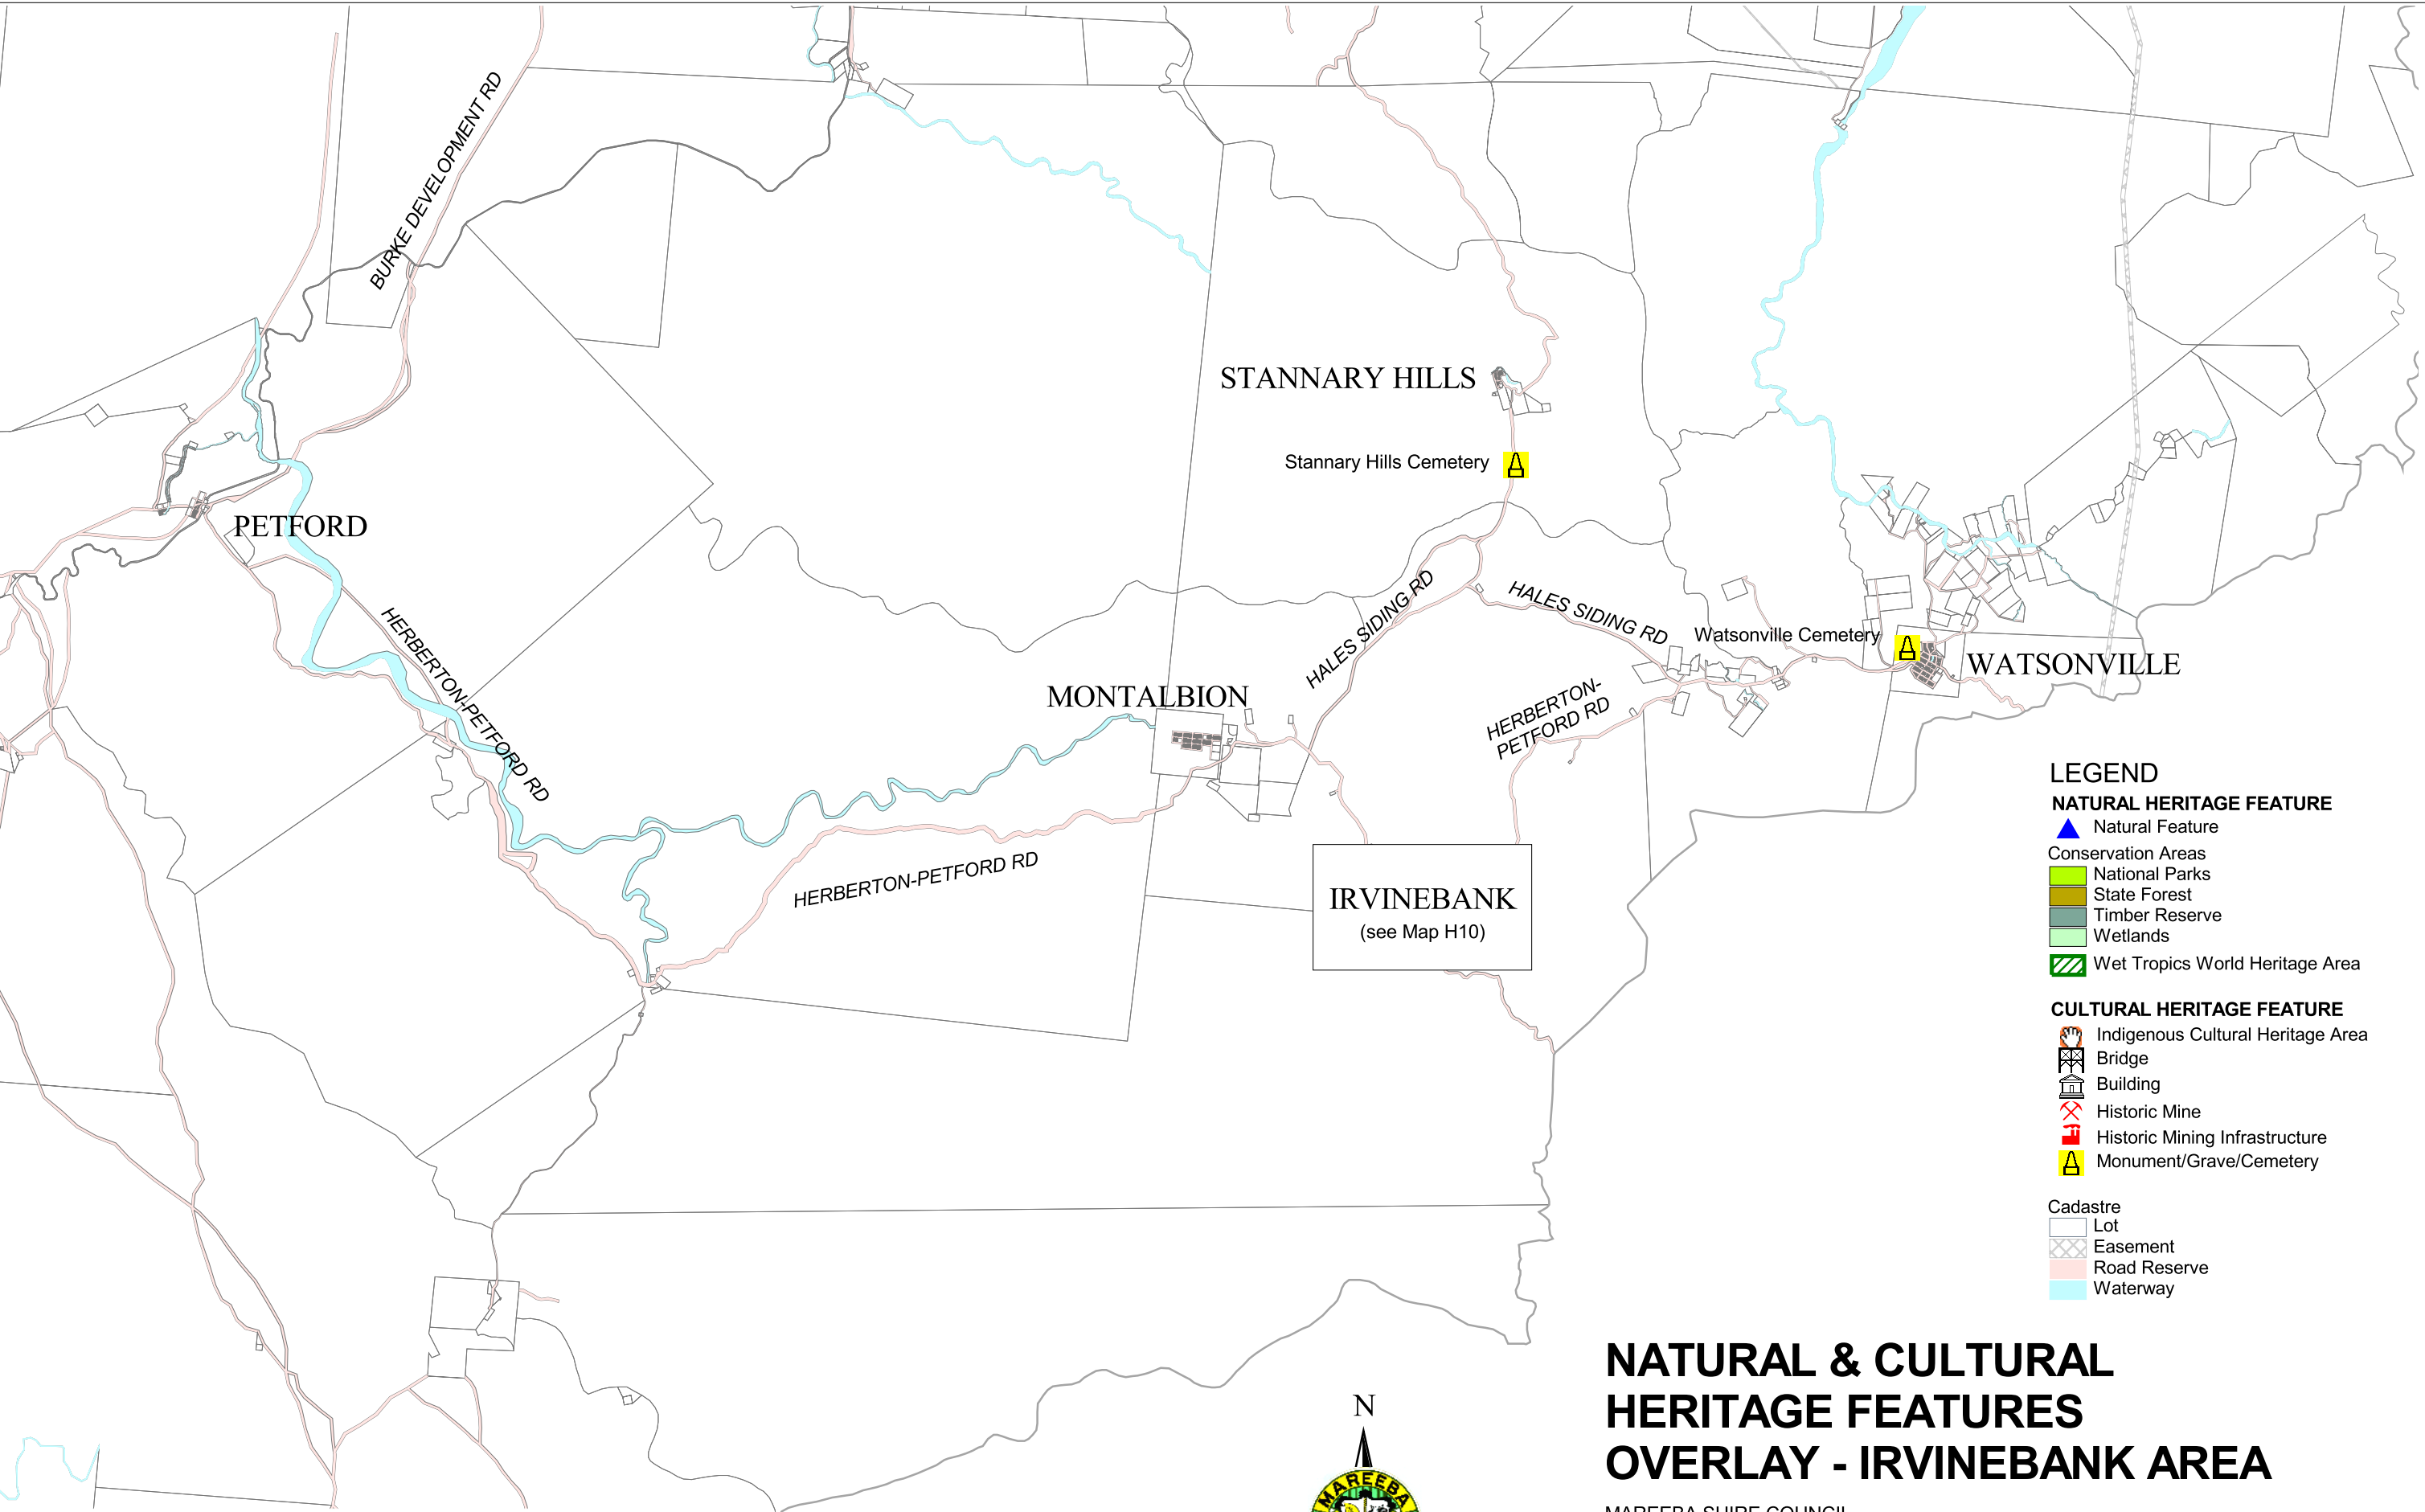 BURKE DEVELOPMENT RD
STANNARY HILLS
Stannary Hills Cemetery
PETFORD
HERBERTON-PETFORD RD
HALES SIDING RD
HALES SIDING RD
Watsonville Cemetery
WATSONVILLE
MONTALBION
HERBERTON-
PETFORD RD
HERBERTON-PETFORD RD
IRVINEBANK
(see Map H10)
LEGEND
NATURAL HERITAGE FEATURE
Natural Feature
Conservation Areas
National Parks
State Forest
Timber Reserve
Wetlands
Wet Tropics World Heritage Area
CULTURAL HERITAGE FEATURE
Indigenous Cultural Heritage Area
Bridge
Building
Historic Mine
Historic Mining Infrastructure
Monument/Grave/Cemetery
Cadastre
Lot
Easement
Road Reserve
Waterway
N
MAREEBA
NATURAL & CULTURAL
HERITAGE FEATURES
OVERLAY - IRVINEBANK AREA
MAREEBA SHIRE COUNCIL